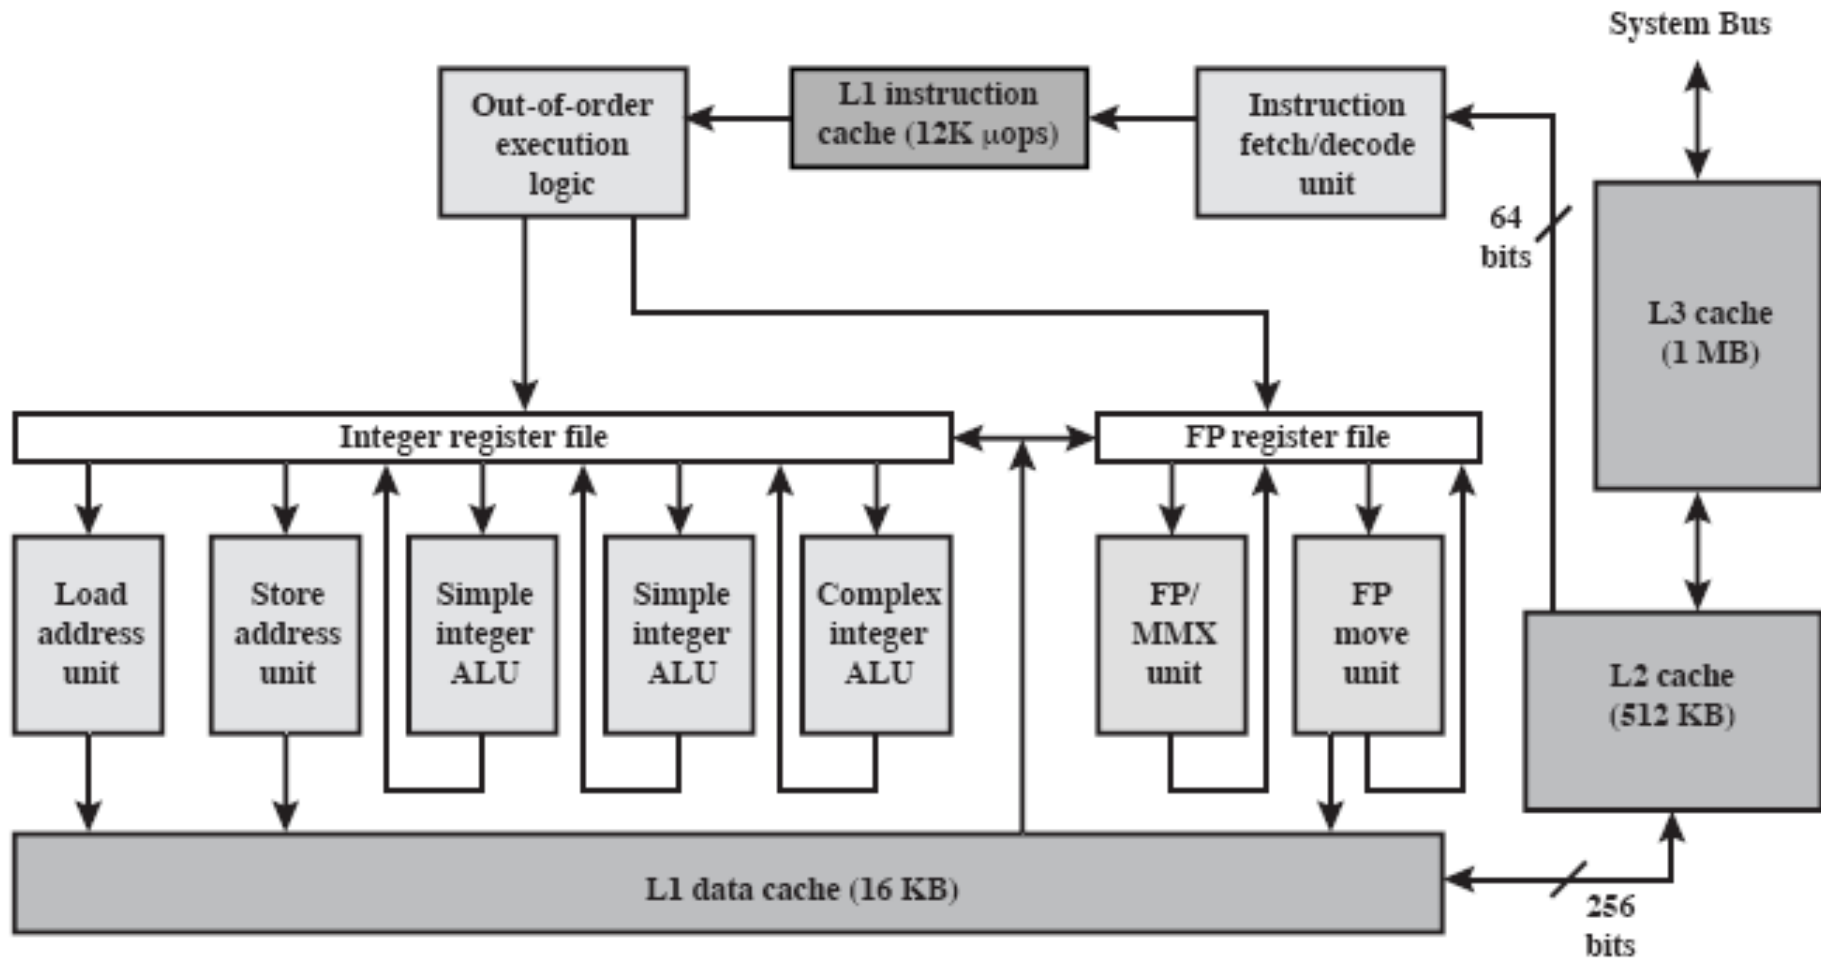 System Bus
Out-of-order
execution
logic
L1 instruction
cache (12K μops)
Instruction
fetch/decode
unit
64
bits
L3 cache
(1 MB)
Integer register file
FP register file
Load
address
unit
Store
address
unit
Simple
integer
ALU
Simple
integer
ALU
Complex
integer
ALU
FP/
MMX
unit
FP
move
unit
L2 cache
(512 KB)
L1 data cache (16 KB)
256
bits